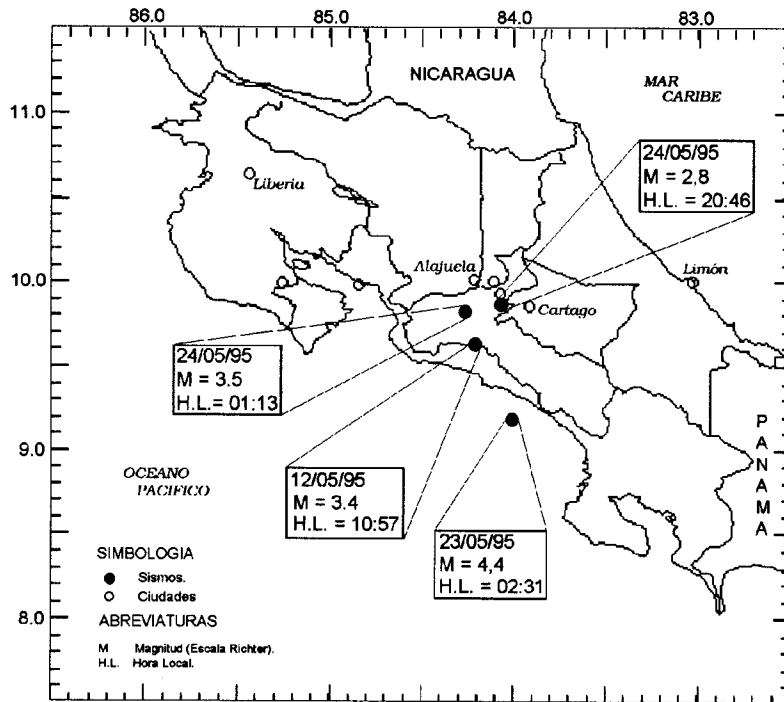 86.0 85.0 84.0 83.0
NICARAGUA
MAR
CARIBE
11.0
24/05/95
M = 2,8
H.L. = 20:46
Liberia
Alajuela
Limón
10.0
Cartago
24/05/95
M = 3.5
H.L.= 01:13
9.0
PANAMA
OCEANO
PACIFICO
12/05/95
M = 3.4
H.L. = 10:57
23/05/95
M = 4,4
H.L. = 02:31
SIMBOLOGIA
Sismos.
Ciudades
ABREVIATURAS
8.0
M Magnitud (Escala Richter).
H.L. Hora Local.